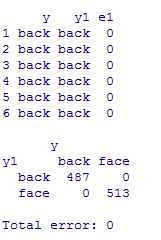 y y1 e1
1 back back 0
2 back back 0
3 back back 0
4 back back 0
5 back back 0
6 back back 0
y
y1 back face
back 487 0
face 0 513
Total error: 0